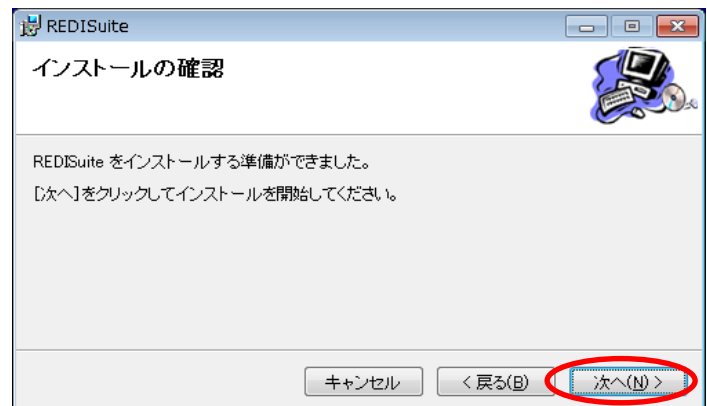 REDISuite
インストールの確認
REDISuite をインストールする準備ができました。
[次へ]をクリックしてインストールを開始してください。
キャンセル
< 戻る(B)
次へ(N) >